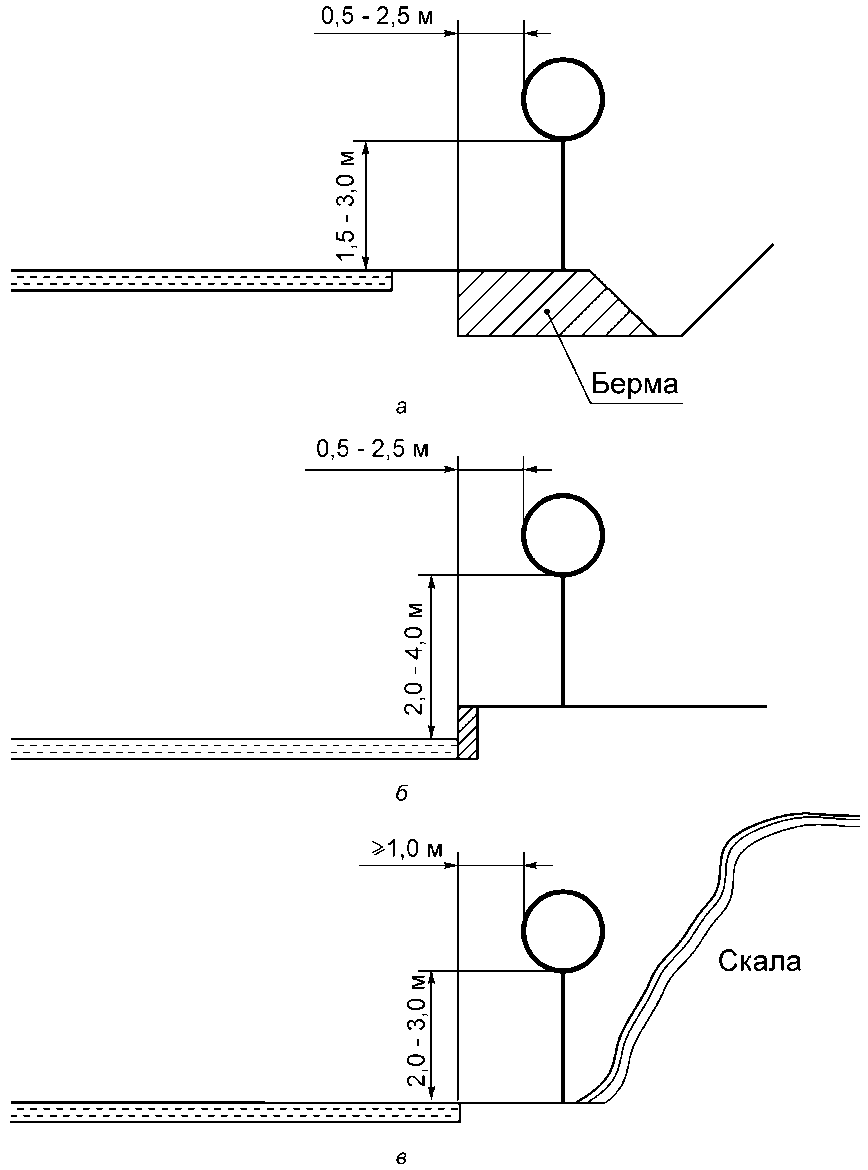 0,5 - 2,5 м
1,5 - 3,0 м
Берма
а
0,5 - 2,5 м
2,0 - 4,0 м
б
⩾1,0 м
Скала
2,0 - 3,0 м
в